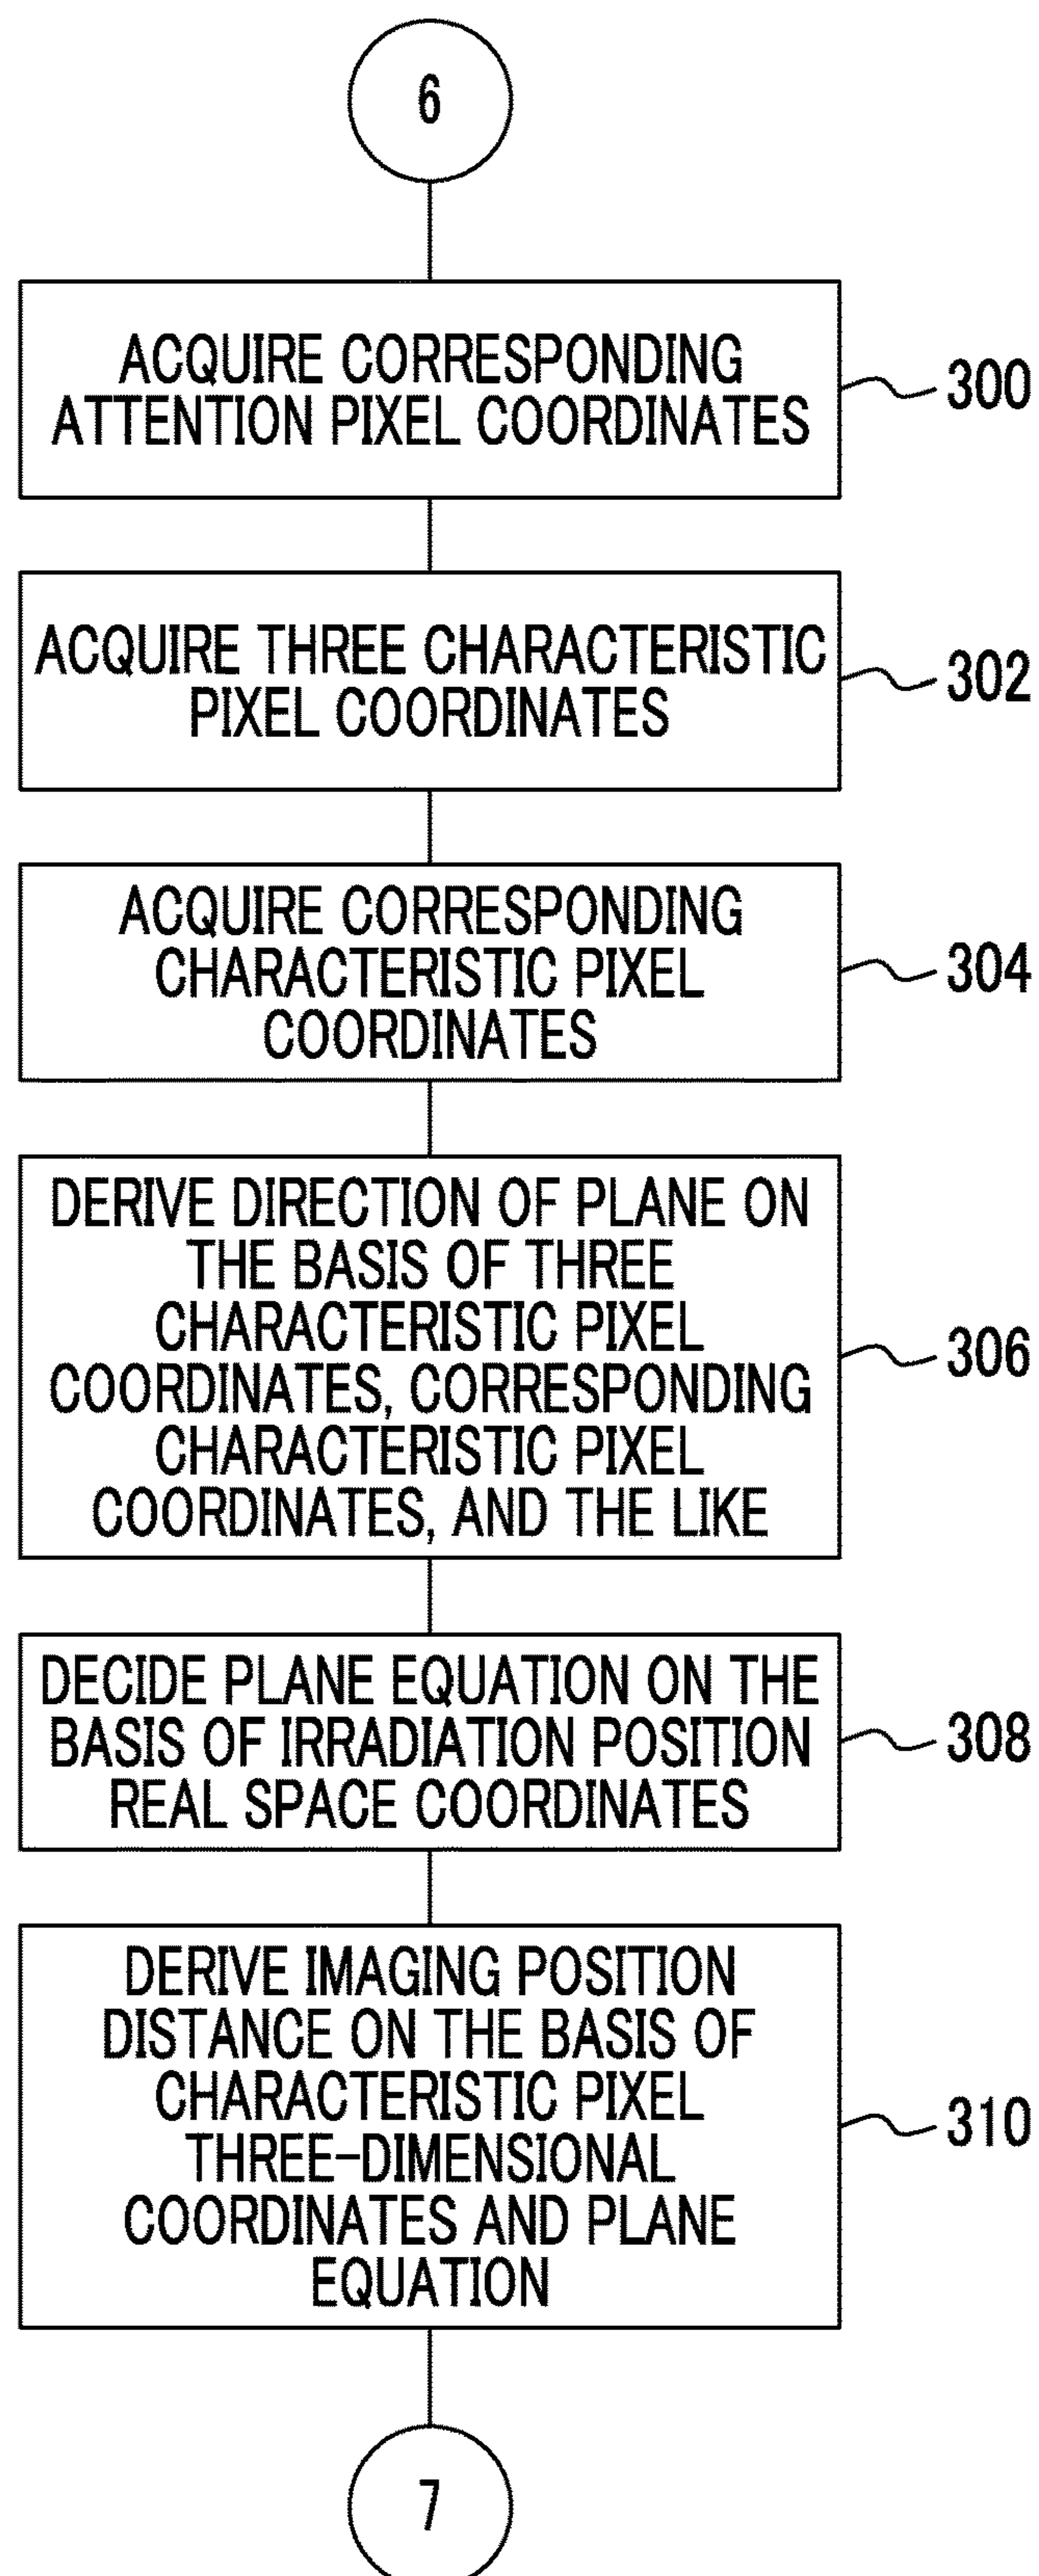 6
ACQUIRE CORRESPONDING
ATTENTION PIXEL COORDINATES
300
ACQUIRE THREE CHARACTERISTIC
PIXEL COORDINATES
302
ACQUIRE CORRESPONDING
CHARACTERISTIC PIXEL
COORDINATES
304
DERIVE DIRECTION OF PLANE ON
THE BASIS OF THREE
CHARACTERISTIC PIXEL
COORDINATES, CORRESPONDING
CHARACTERISTIC PIXEL
COORDINATES, AND THE LIKE
306
DECIDE PLANE EQUATION ON THE
BASIS OF IRRADIATION POSITION
REAL SPACE COORDINATES
308
DERIVE IMAGING POSITION
DISTANCE ON THE BASIS OF
CHARACTERISTIC PIXEL
THREE-DIMENSIONAL
COORDINATES AND PLANE
EQUATION
310
7